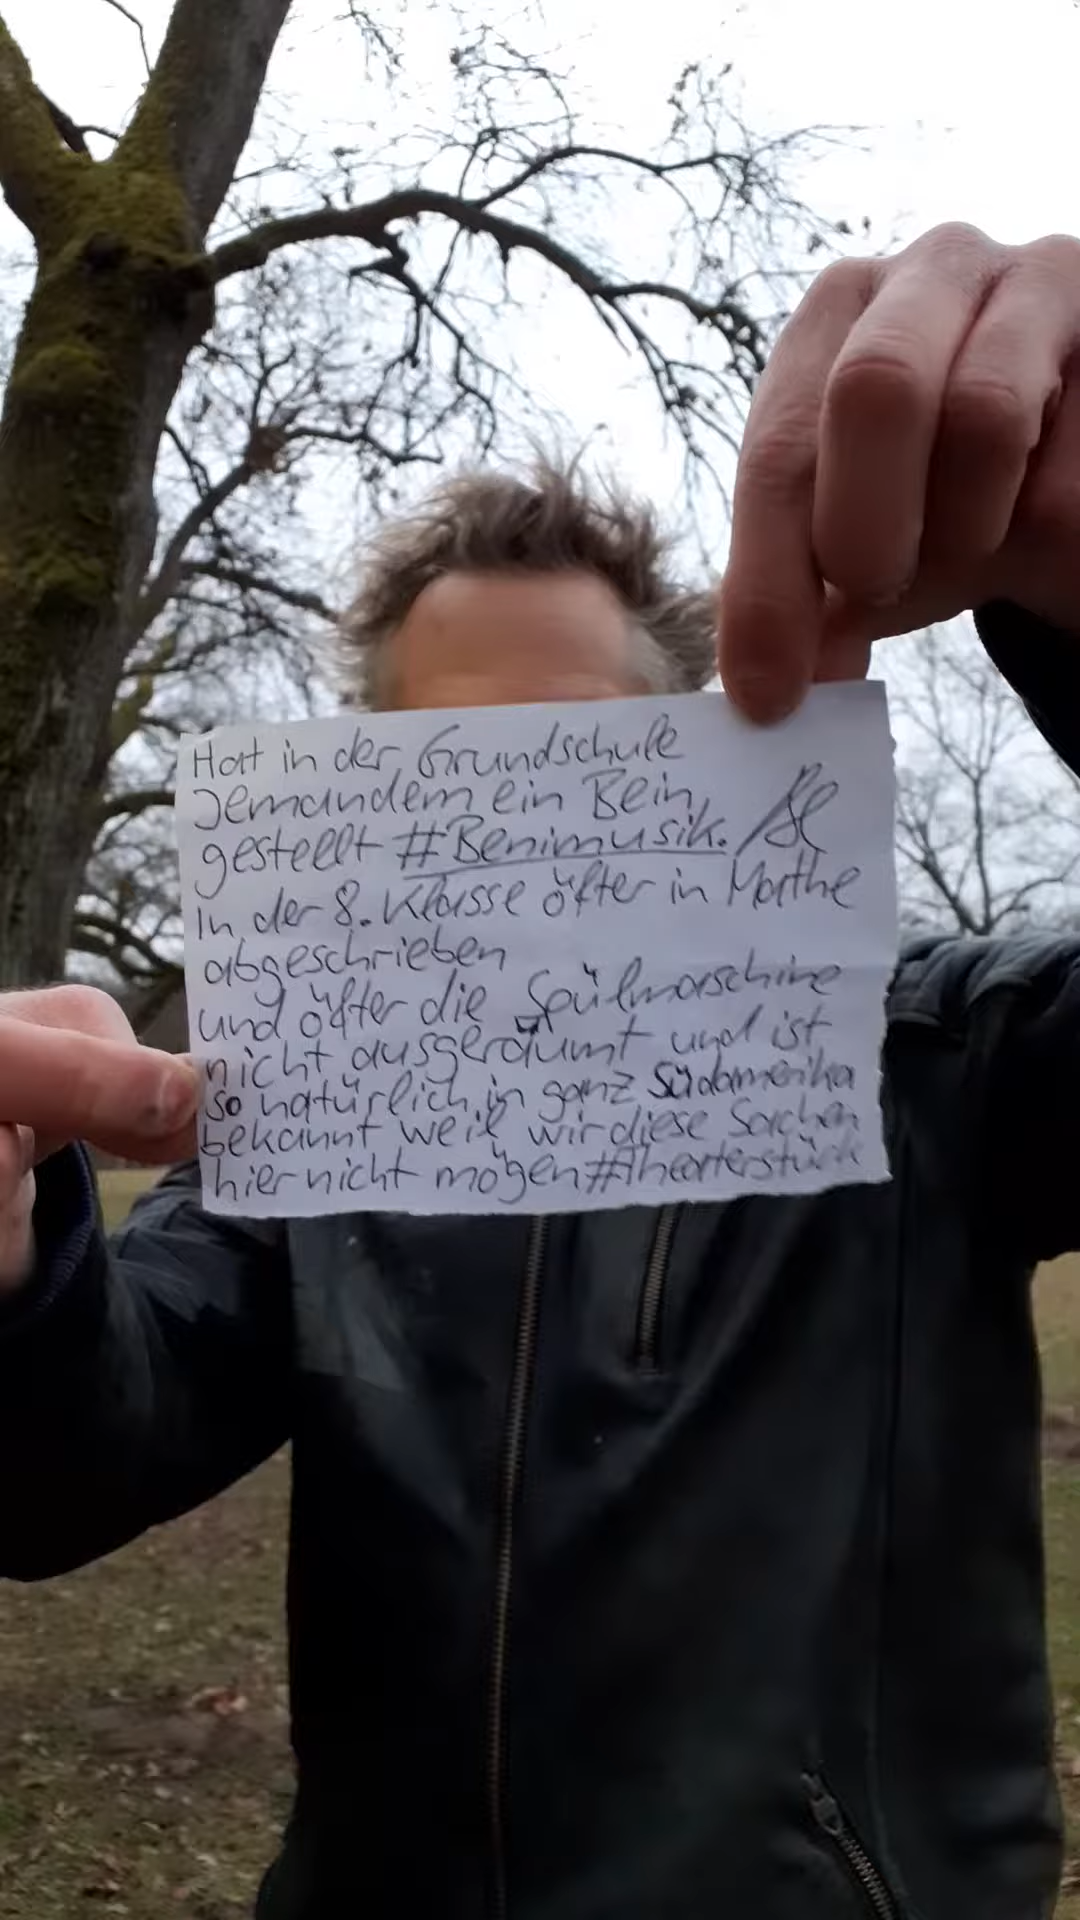 Hat in der Grundschule
Jemandem ein Bein
gestellt #Benimusik.
In der 8. Klasse öfter in Mathe
abgeschrieben
und öfter die Spülmaschine
nicht ausgeräumt und ist
so natürlich in ganz Südamerika
bekannt weil wir diese Sachen
hier nicht mögen #Theaterstück